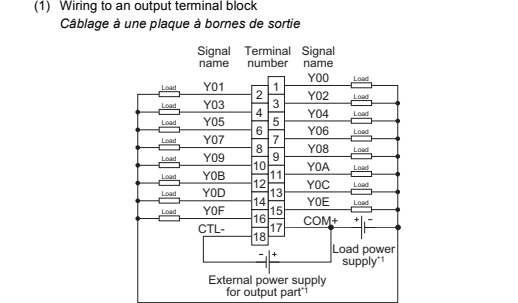 (1) Wiring to an output terminal block
Câblage à une plaque à bornes de sortie
Signal name Terminal number Signal name
Y00
Load Y01 1 Load
2 Y02
Load Y03 3 Load
4 Y04
Load Y05 5 Load
6 Y06
Load Y07 7 Load
8 Y08
Load Y09 9 Load
10 Y0A
Load Y0B 11 Load
12 Y0C
Load Y0D 13 Load
14 Y0E
Load Y0F 15 Load
16 COM+ + -
CTL- 17
18 Load power
- + supply*1
External power supply
for output part*1